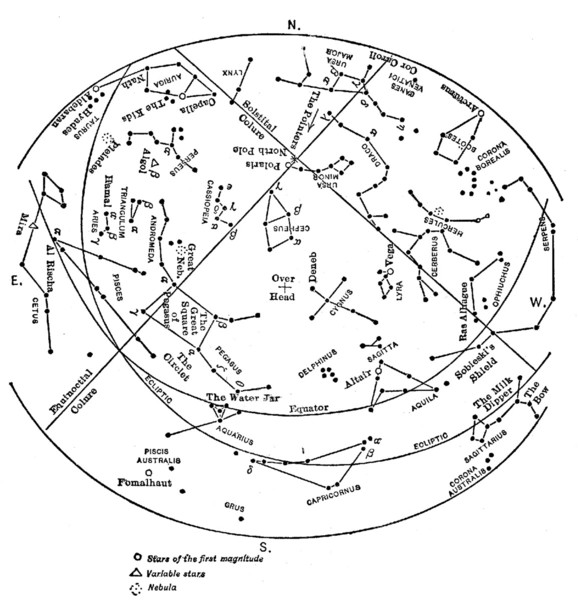 N.
LYNX
URSA
MAJOR
β
α
γ
δ
Cor Caroli
CANES
VENATICI
Arcturus
BOOTES
The Pointers
η
CORONA
BOREALIS
Nath
AURIGA
Capella
The Kids
Aldebaran
TAURUS
Hyades
Pleiades
Algol
β
PERSEUS
Solstitial
Colure
North Pole
Polaris
URSA
MINOR
DRACO
HERCULES
CERBERUS
SERPENS
OPHIUCHUS
Ras Alhague
Mira
E.
Al Rischa
CETUS
Hamal
ARIES
γ
TRIANGULUM
ANDROMEDA
CASSIOPEIA
β
α
γ
CEPHEUS
β
α
Great
Neb.
PISCES
The
Great
Square
of
Pegasus
γ
β
α
Over
Head
Deneb
CYGNUS
Vega
LYRA
W.
Equinoctial
Colure
The
Circlet
PEGASUS
DELPHINUS
SAGITTA
Altair
AQUILA
Sobieski's
Shield
ECLIPTIC
The Water Jar
Equator
AQUARIUS
ECLIPTIC
The Milk
Dipper
The
Bow
SAGITTARIUS
CORONA
AUSTRALIS
PISCIS
AUSTRALIS
Fomalhaut
δ
α
β
CAPRICORNUS
GRUS
S.
Stars of the first magnitude
Variable stars
Nebula